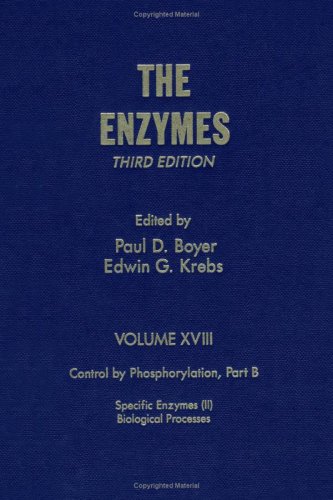 Copyrighted Material
THE
ENZYMES
THIRD EDITION
Edited by
Paul D. Boyer
Edwin G. Krebs
VOLUME XVIII
Control by Phosphorylation, Part B
Specific Enzymes (II)
Biological Processes
Copyrighted Material